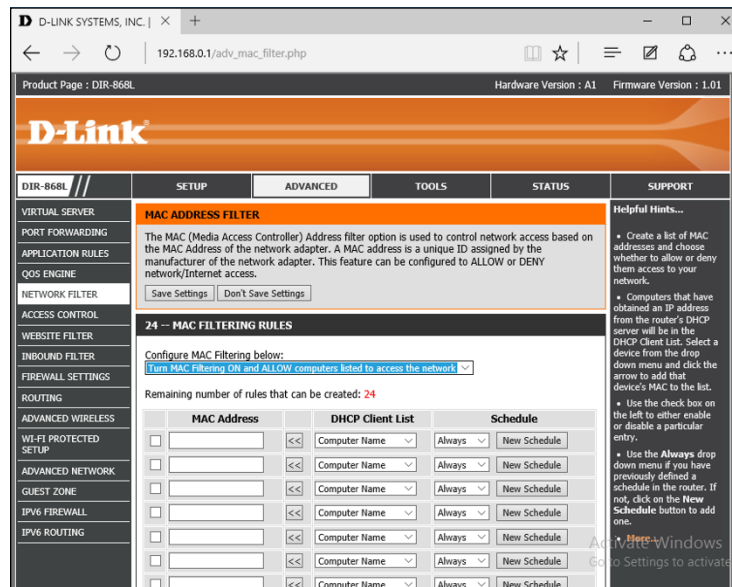 D-LINK SYSTEMS, INC. |
192.168.0.1/adv_mac_filter.php
Product Page : DIR-868L
Hardware Version : A1
Firmware Version : 1.01
D-Link
DIR-868L
SETUP
ADVANCED
TOOLS
STATUS
SUPPORT
VIRTUAL SERVER
PORT FORWARDING
APPLICATION RULES
QOS ENGINE
NETWORK FILTER
ACCESS CONTROL
WEBSITE FILTER
INBOUND FILTER
FIREWALL SETTINGS
ROUTING
ADVANCED WIRELESS
WI-FI PROTECTED
SETUP
ADVANCED NETWORK
GUEST ZONE
IPV6 FIREWALL
IPV6 ROUTING
MAC ADDRESS FILTER
The MAC (Media Access Controller) Address filter option is used to control network access based on
the MAC Address of the network adapter. A MAC address is a unique ID assigned by the
manufacturer of the network adapter. This feature can be configured to ALLOW or DENY
network/Internet access.
Save Settings Don't Save Settings
24 -- MAC FILTERING RULES
Configure MAC Filtering below:
Turn MAC Filtering ON and ALLOW computers listed to access the network
Remaining number of rules that can be created: 24
MAC Address DHCP Client List Schedule
<< Computer Name Always New Schedule
<< Computer Name Always New Schedule
<< Computer Name Always New Schedule
<< Computer Name Always New Schedule
<< Computer Name Always New Schedule
<< Computer Name Always New Schedule
<< Computer Name Always New Schedule
Helpful Hints...
• Create a list of MAC
addresses and choose
whether to allow or deny
them access to your
network.
• Computers that have
obtained an IP address
from the router's DHCP
server will be in the
DHCP Client List. Select a
device from the drop
down menu and click the
arrow to add that
device's MAC to the list.
• Use the check box on
the left to either enable
or disable a particular
entry.
• Use the Always drop
down menu if you have
previously defined a
schedule in the router. If
not, click on the New
Schedule button to add
one.
• More...
Activate Windows
Go to Settings to activate